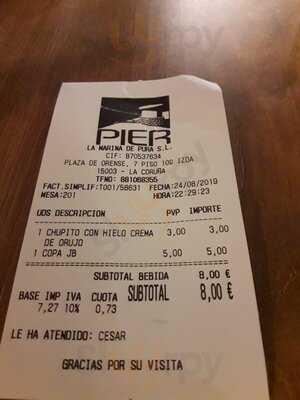 PIER
LA MARINA DE PURA S.L.
CIF: B70537634
PLAZA DE ORENSE, 7 PISO 10º IZDA
15003 - LA CORUÑA
TFNO: 881068355
FACT.SIMPLIF:T001/58631 FECHA:24/08/2019
MESA:201 HORA:22:29:23
UDS DESCRIPCION PVP IMPORTE
1 CHUPITO CON HIELO CREMA 3,00 3,00
DE ORUJO
1 COPA JB 5,00 5,00
SUBTOTAL BEBIDA 8,00 €
BASE IMP IVA CUOTA SUBTOTAL 8,00 €
7,27 10% 0,73
LE HA ATENDIDO: CESAR
GRACIAS POR SU VISITA